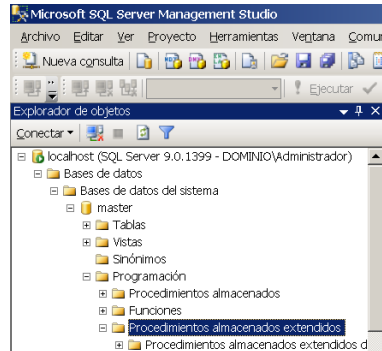 Microsoft SQL Server Management Studio
Archivo Editar Ver Proyecto Herramientas Ventana Comu
Nueva consulta
Ejecutar
Explorador de objetos
Conectar
localhost (SQL Server 9.0.1399 - DOMINIO\Administrador)
Bases de datos
Bases de datos del sistema
master
Tablas
Vistas
Sinónimos
Programación
Procedimientos almacenados
Funciones
Procedimientos almacenados extendidos
Procedimientos almacenados extendidos d